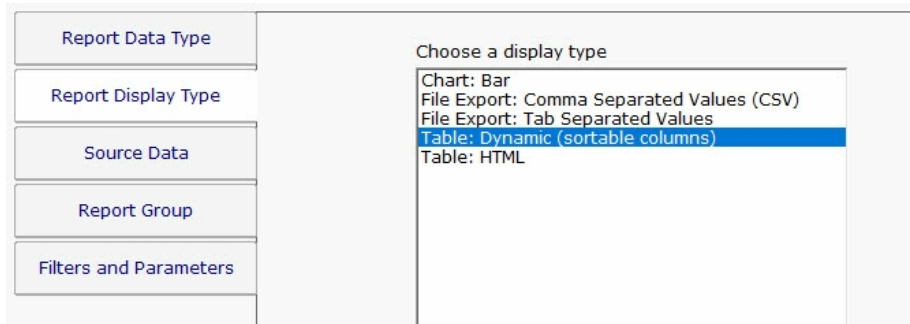 Report Data Type
Report Display Type
Source Data
Report Group
Filters and Parameters
Choose a display type
Chart: Bar
File Export: Comma Separated Values (CSV)
File Export: Tab Separated Values
Table: Dynamic (sortable columns)
Table: HTML